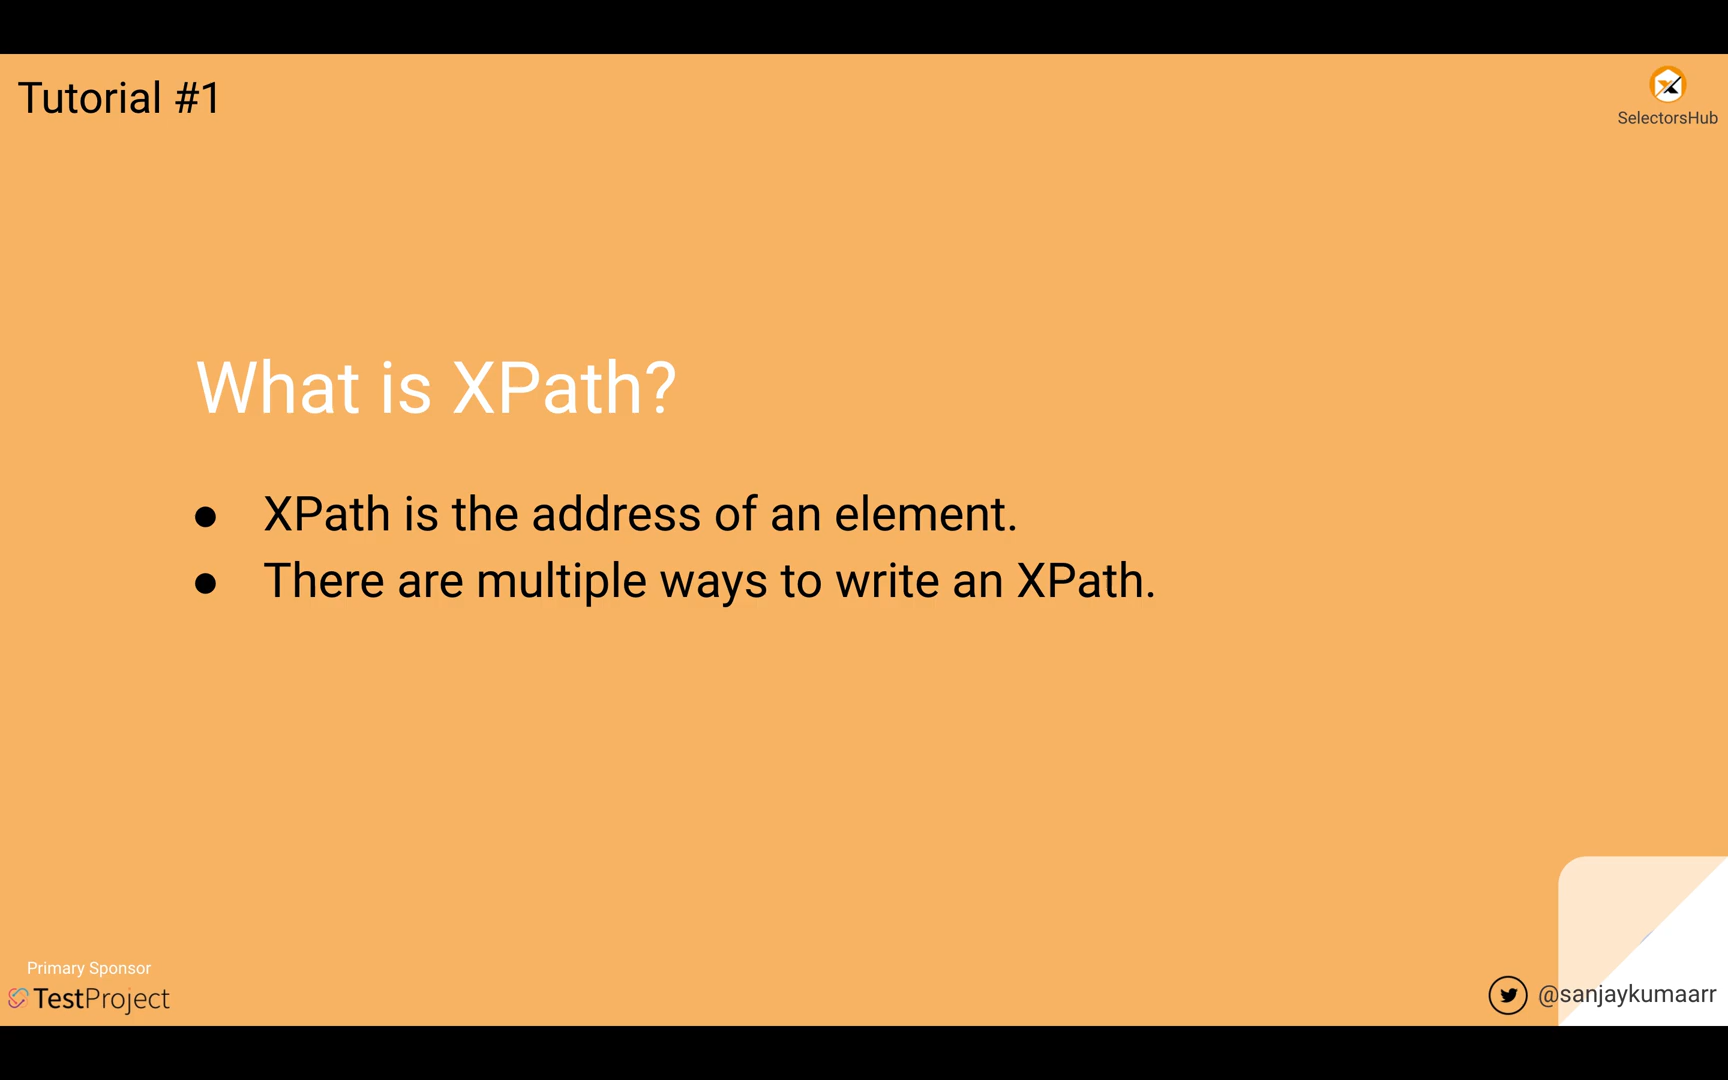 Tutorial #1
SelectorsHub
What is XPath?
● XPath is the address of an element.
● There are multiple ways to write an XPath.
Primary Sponsor
TestProject
@sanjaykumaarr